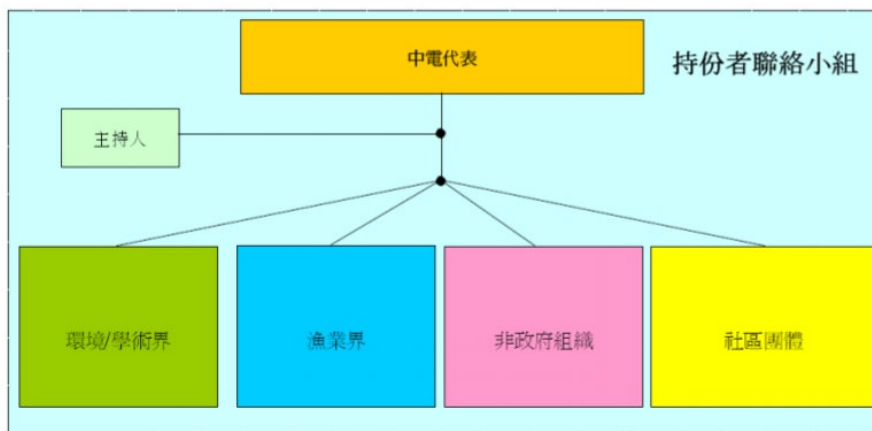 中電代表
持份者聯絡小組
主持人
環境/學術界
漁業界
非政府組織
社區團體